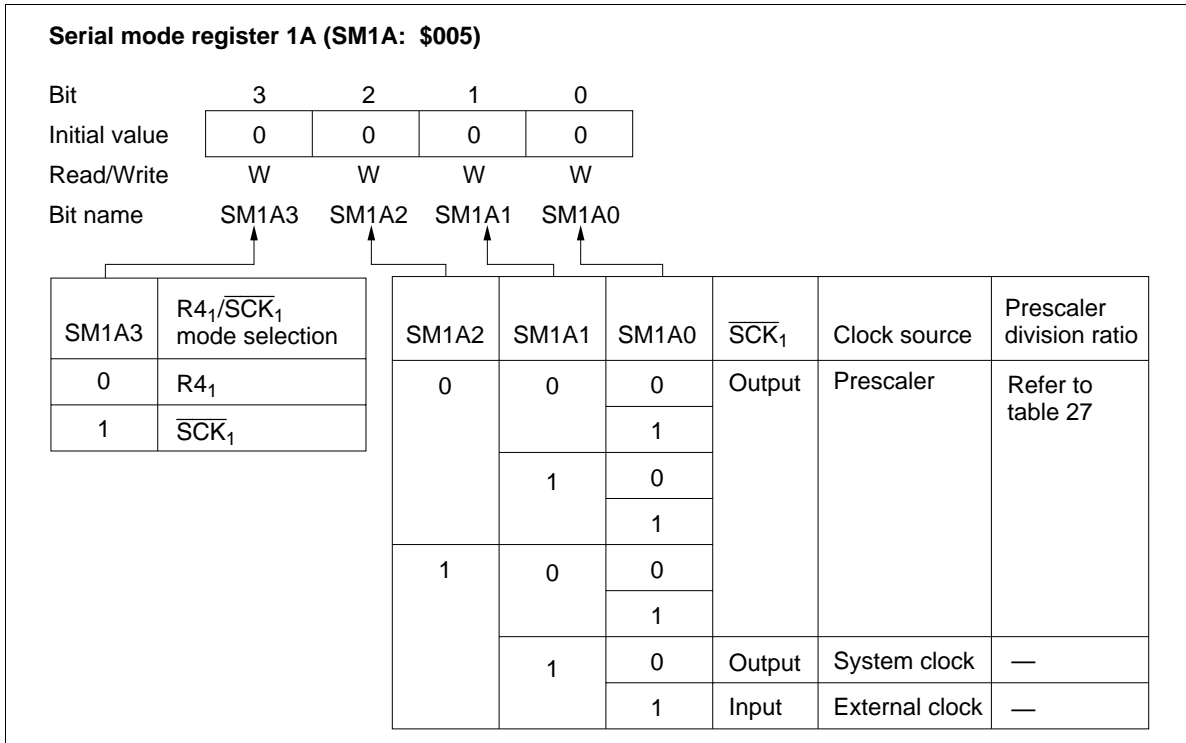 Serial mode register 1A (SM1A: $005)
Bit 3 2 1 0
Initial value 0 0 0 0
Read/Write W W W W
Bit name SM1A3 SM1A2 SM1A1 SM1A0
SM1A3 R4₁/S̅C̅K̅₁ mode selection
0 R4₁
1 S̅C̅K̅₁
SM1A2 SM1A1 SM1A0 S̅C̅K̅₁ Clock source Prescaler division ratio
0 0 0 Output Prescaler Refer to table 27
1
1 0
1
1 0 0
1
1 0 Output System clock —
1 Input External clock —